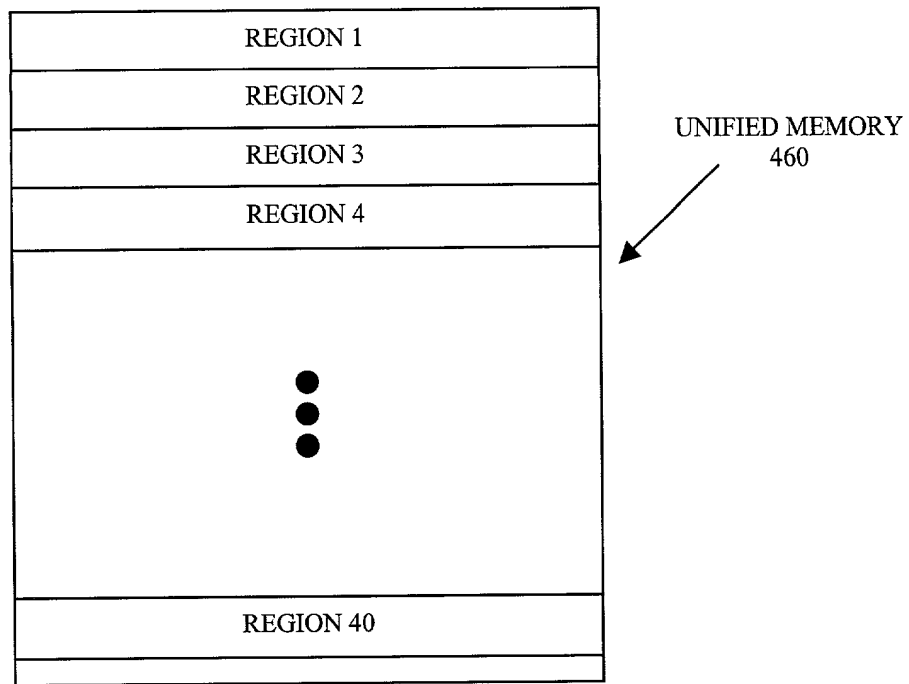 REGION 1
REGION 2
REGION 3
REGION 4
UNIFIED MEMORY
460
REGION 40